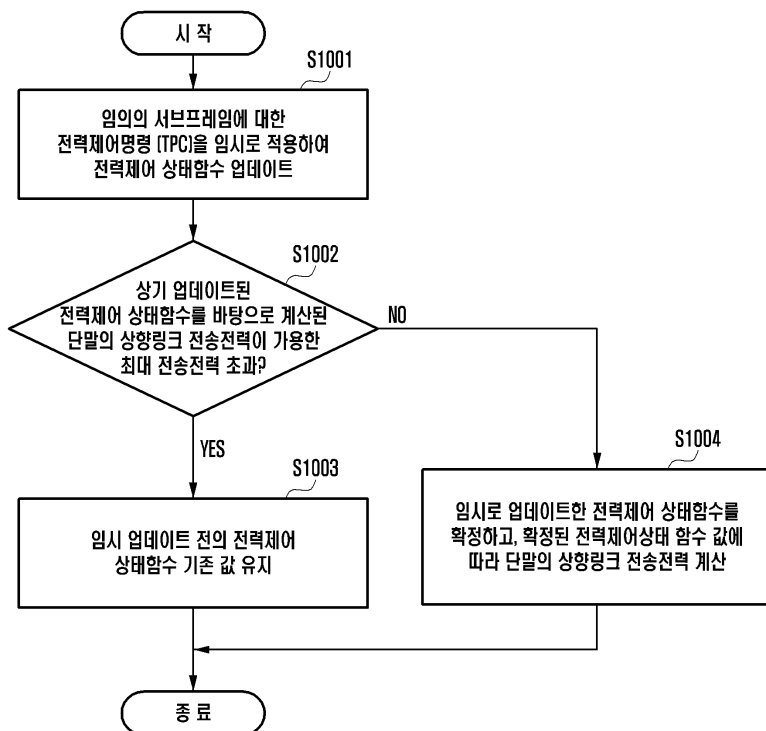 시 작
S1001
임의의 서브프레임에 대한
전력제어명령 (TPC)을 임시로 적용하여
전력제어 상태함수 업데이트
S1002
상기 업데이트된
전력제어 상태함수를 바탕으로 계산된
단말의 상향링크 전송전력이 가용한
최대 전송전력 초과?
NO
YES
S1003
임시 업데이트 전의 전력제어
상태함수 기존 값 유지
S1004
임시로 업데이트한 전력제어 상태함수를
확정하고, 확정된 전력제어상태 함수 값에
따라 단말의 상향링크 전송전력 계산
종 료